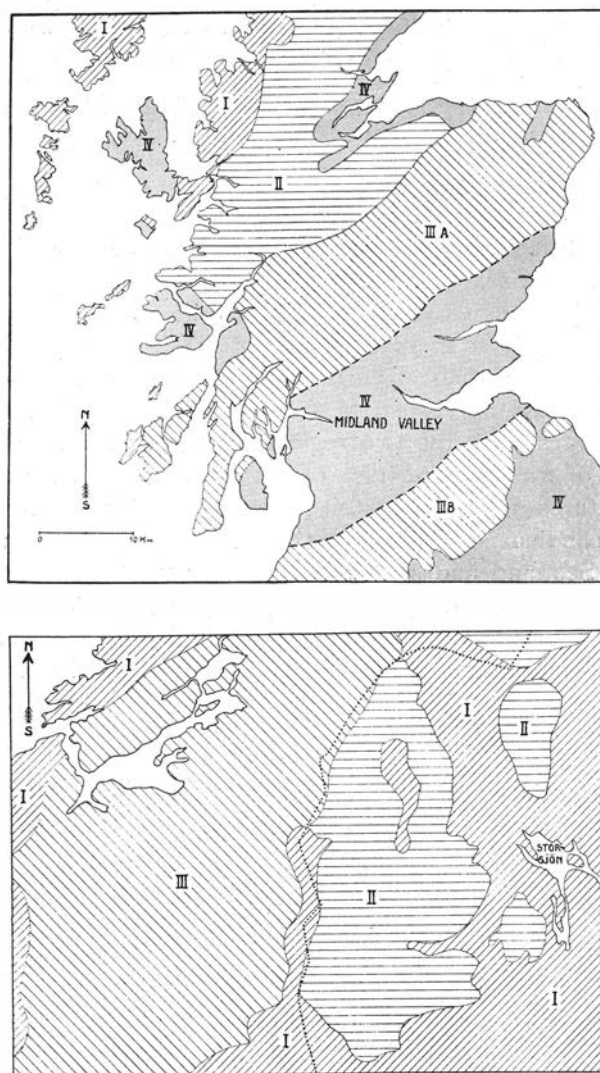 I
I
IV
IV
II
III A
IV
IV
MIDLAND VALLEY
N
S
0 10 Km
III B
IV
N
S
I
I
II
I
STOR-
SJÖN
III
II
I
I